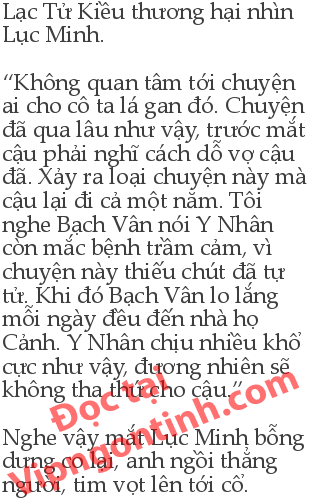 Lạc Tử Kiều thương hại nhìn
Lục Minh.
“Không quan tâm tới chuyện
ai cho cô ta lá gan đó. Chuyện
đã qua lâu như vậy, trước mắt
cậu phải nghĩ cách dỗ vợ cậu
đã. Xảy ra loại chuyện này mà
cậu lại đi cả một năm. Tôi
nghe Bạch Vân nói Y Nhân
còn mắc bệnh trầm cảm, vì
chuyện này thiếu chút đã tự
tử. Khi đó Bạch Vân lo lắng
mỗi ngày đều đến nhà họ
Cảnh. Y Nhân chịu nhiều khổ
cực như vậy, đương nhiên sẽ
không tha thứ cho cậu.”
Đọc tại
Vipngontinh.com
Nghe vậy mắt Lục Minh bỗng
dưng co lại, anh ngồi thẳng
người, tim vọt lên tới cổ.